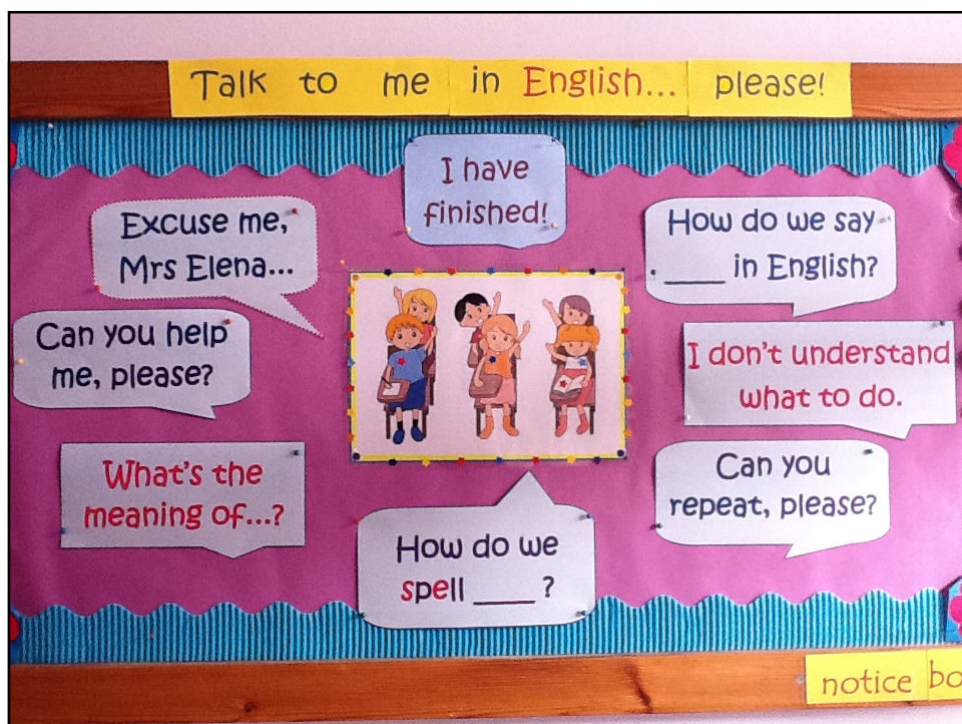 Talk to me in English... please!
I have
finished!
Excuse me,
Mrs Elena...
How do we say
____ in English?
Can you help
me, please?
I don't understand
what to do.
What's the
meaning of...?
Can you
repeat, please?
How do we
spell ____ ?
notice